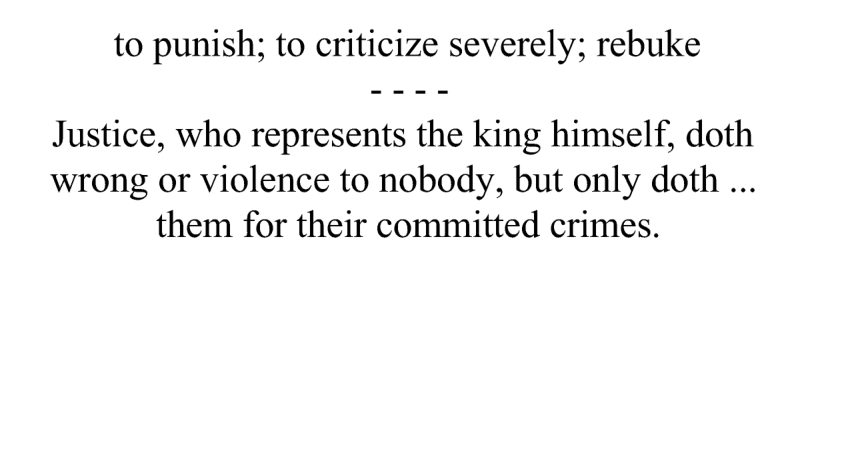 to punish; to criticize severely; rebuke
- - - -
Justice, who represents the king himself, doth
wrong or violence to nobody, but only doth ...
them for their committed crimes.